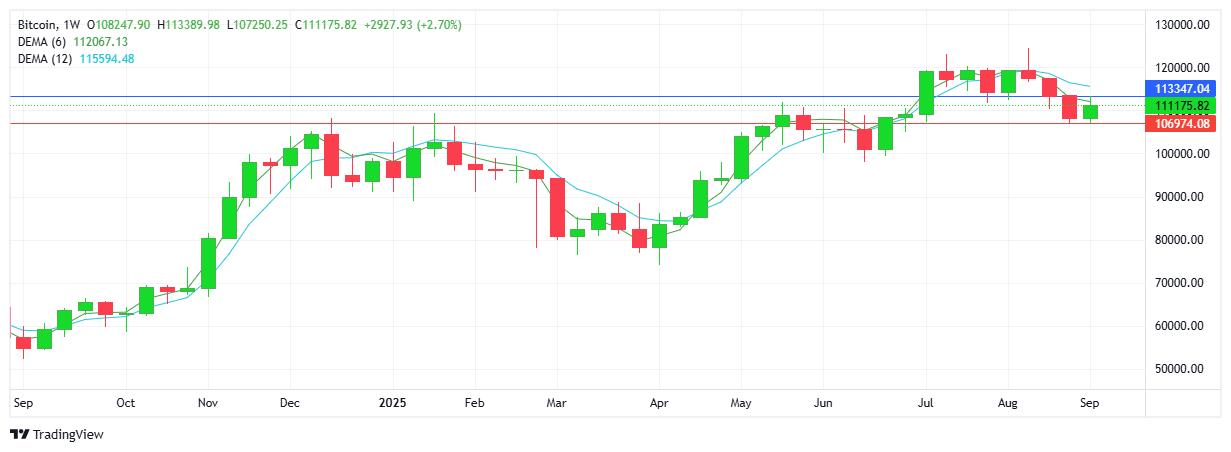 Bitcoin, 1W O108247.90 H113389.98 L107250.25 C111175.82 +2927.93 (+2.70%)
DEMA (6) 112067.13
DEMA (12) 115594.48
130000.00
120000.00
113347.04
111175.82
106974.08
100000.00
90000.00
80000.00
70000.00
60000.00
50000.00
Sep Oct Nov Dec 2025 Feb Mar Apr May Jun Jul Aug Sep
TradingView